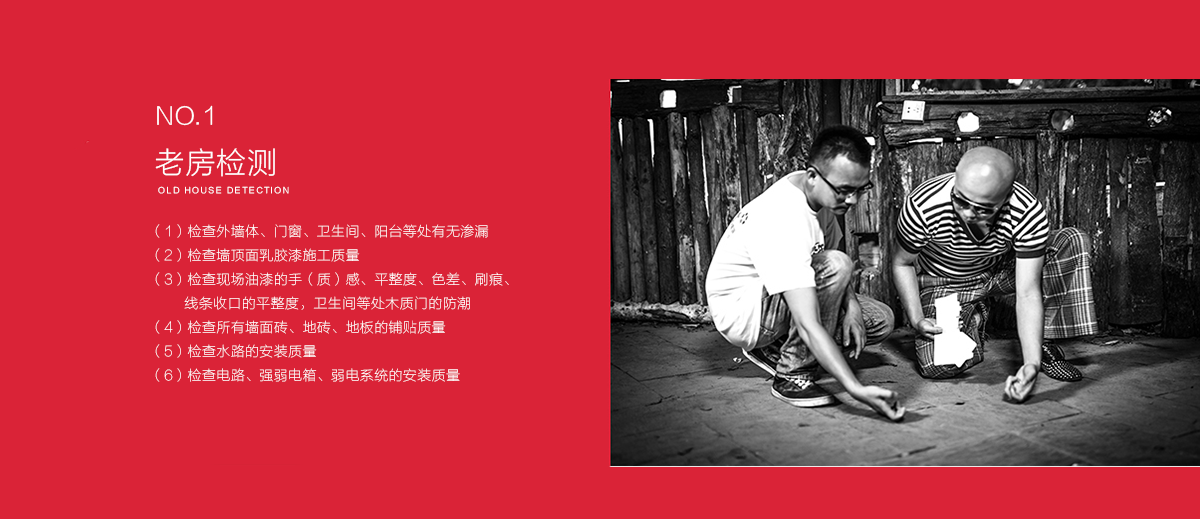 NO.1
老房检测
OLD HOUSE DETECTION
（1）检查外墙体、门窗、卫生间、阳台等处有无渗漏
（2）检查墙顶面乳胶漆施工质量
（3）检查现场油漆的手（质）感、平整度、色差、刷痕、
线条收口的平整度，卫生间等处木质门的防潮
（4）检查所有墙面砖、地砖、地板的铺贴质量
（5）检查水路的安装质量
（6）检查电路、强弱电箱、弱电系统的安装质量